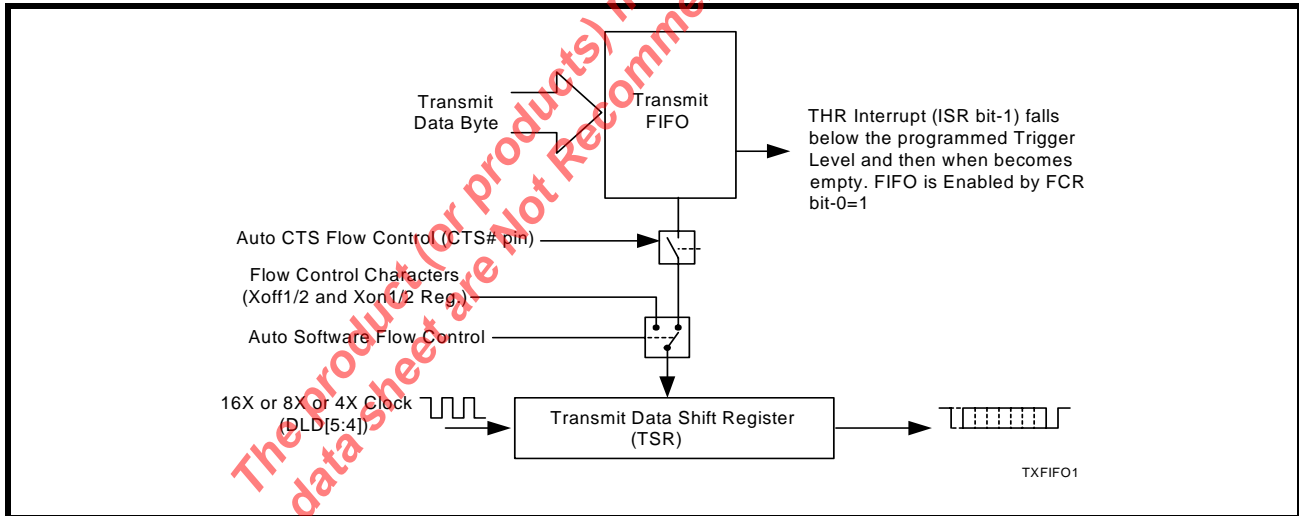 Transmit
Data Byte
Transmit
FIFO
THR Interrupt (ISR bit-1) falls
below the programmed Trigger
Level and then when becomes
empty. FIFO is Enabled by FCR
bit-0=1
Auto CTS Flow Control (CTS# pin)
Flow Control Characters
(Xoff1/2 and Xon1/2 Reg.)
Auto Software Flow Control
16X or 8X or 4X Clock
(DLD[5:4])
Transmit Data Shift Register
(TSR)
TXFIFO1
The product (or products)
data sheet are Not